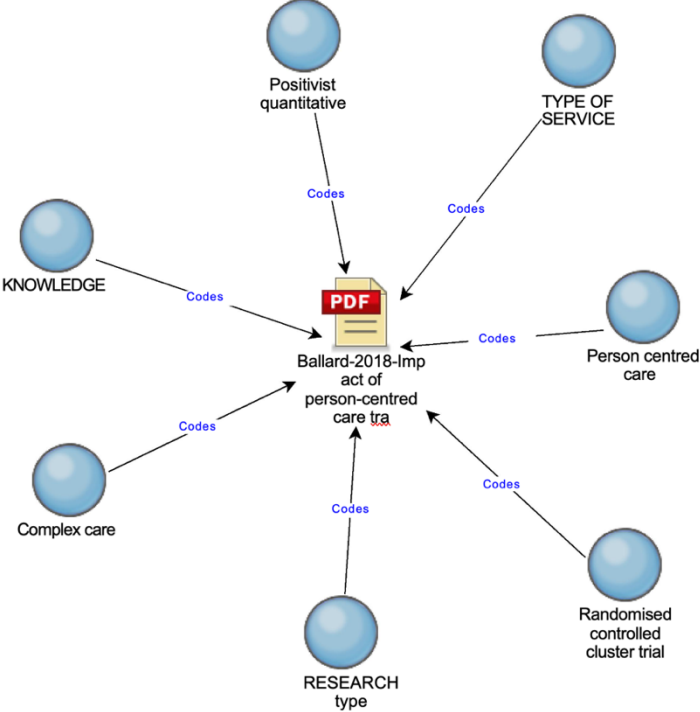 Positivist
quantitative
TYPE OF
SERVICE
Codes
Codes
KNOWLEDGE
Codes
PDF
Codes
Person centred
care
Ballard-2018-Imp
act of
person-centred
care tra
Codes
Complex care
Codes
Codes
Randomised
controlled
cluster trial
RESEARCH
type